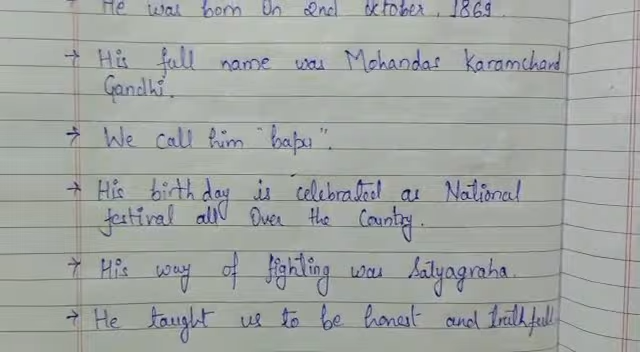 He was born on 2nd october, 1869.
→ His full name was Mohandas Karamchand
Gandhi.
→ We call him "bapu".
→ His birthday is celebrated as National
festival all Over the Country.
→ His way of fighting was Satyagraha.
→ He taught us to be honest and truthfull